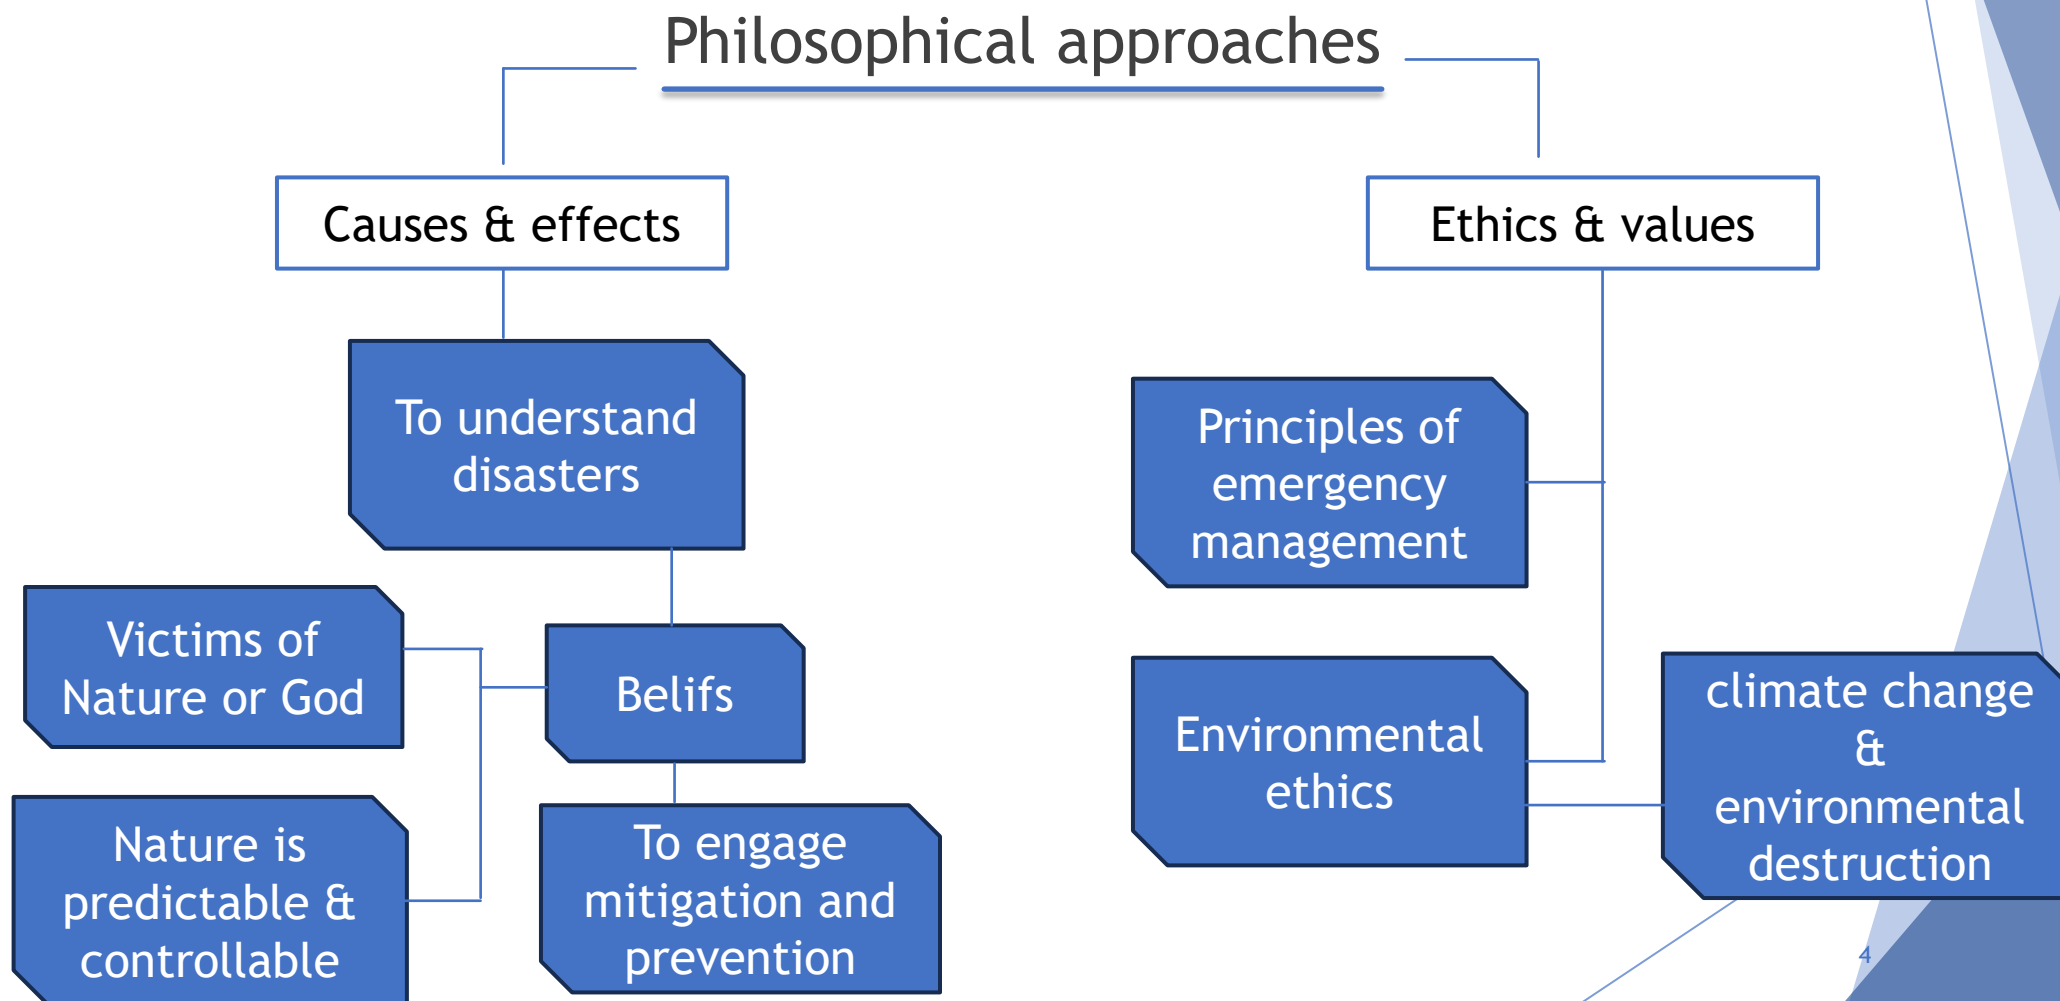 Philosophical approaches
Causes & effects
Ethics & values
To understand
disasters
Principles of
emergency
management
Victims of
Nature or God
Belifs
Environmental
ethics
climate change
&
environmental
destruction
Nature is
predictable &
controllable
To engage
mitigation and
prevention
4